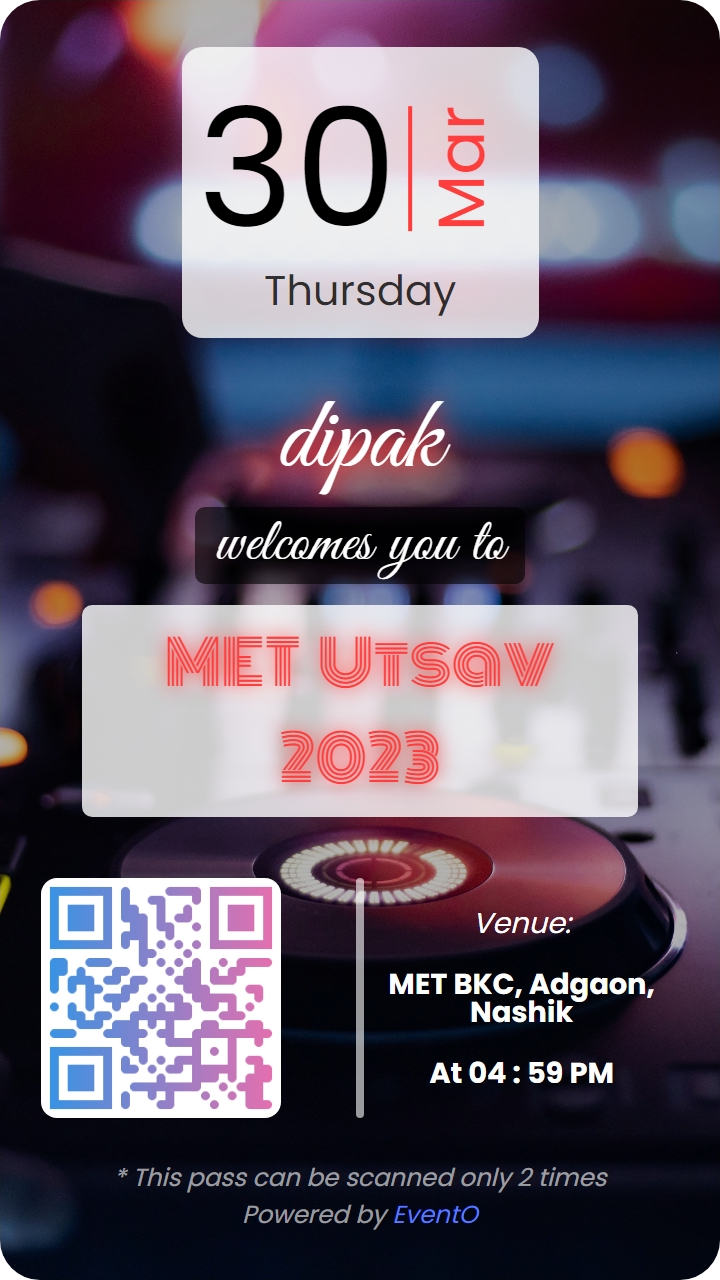 30 Mar
Thursday
dipak
welcomes you to
MET Utsav
2023
Venue:
MET BKC, Adgaon,
Nashik
At 04 : 59 PM
* This pass can be scanned only 2 times
Powered by EventO